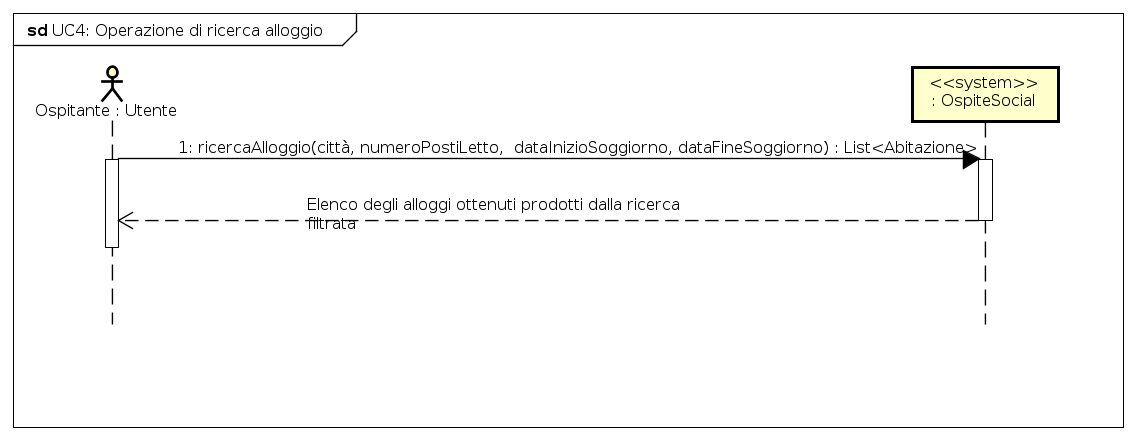 sd UC4: Operazione di ricerca alloggio
Ospitante : Utente
<<system>>
: OspiteSocial
1: ricercaAlloggio(città, numeroPostiLetto, dataInizioSoggiorno, dataFineSoggiorno) : List<Abitazione>
Elenco degli alloggi ottenuti prodotti dalla ricerca
filtrata